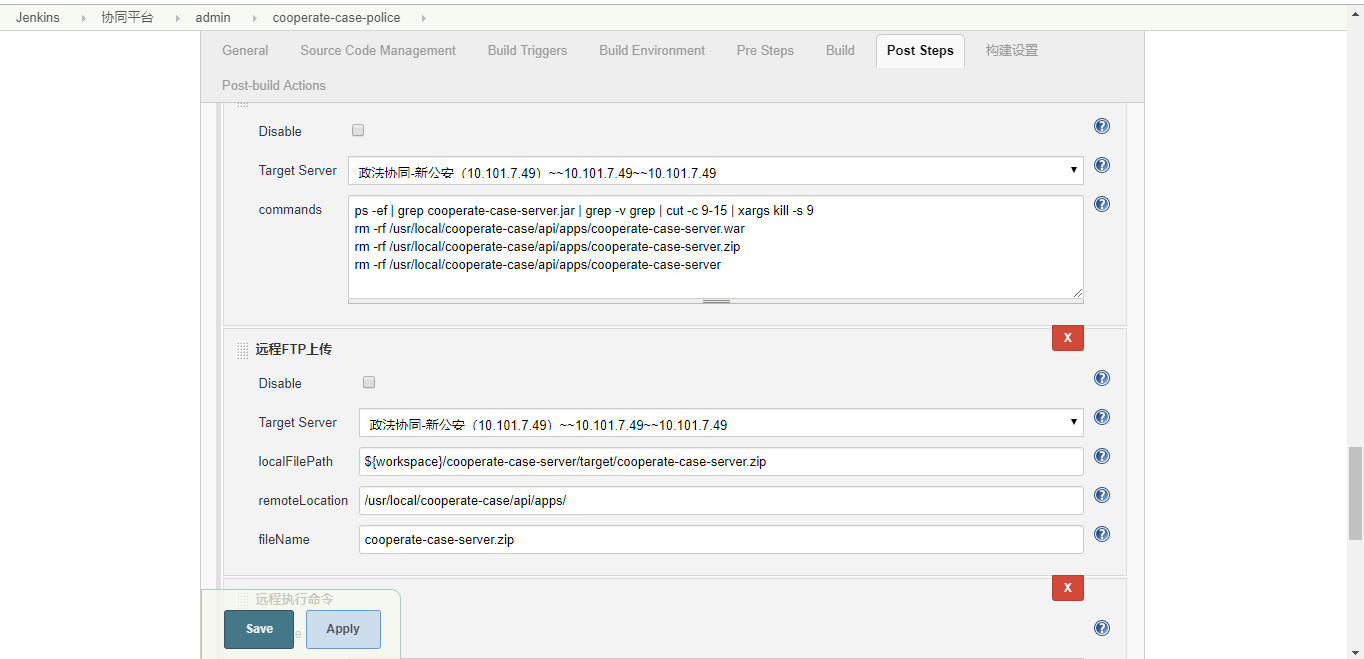 Jenkins 协同平台 admin cooperate-case-police
General Source Code Management Build Triggers Build Environment Pre Steps Build Post Steps 构建设置
Post-build Actions
Disable
Target Server 政法协同-新公安（10.101.7.49）~~10.101.7.49~~10.101.7.49
commands
ps -ef | grep cooperate-case-server.jar | grep -v grep | cut -c 9-15 | xargs kill -s 9
rm -rf /usr/local/cooperate-case/api/apps/cooperate-case-server.war
rm -rf /usr/local/cooperate-case/api/apps/cooperate-case-server.zip
rm -rf /usr/local/cooperate-case/api/apps/cooperate-case-server
X
远程FTP上传
Disable
Target Server 政法协同-新公安（10.101.7.49）~~10.101.7.49~~10.101.7.49
localFilePath ${workspace}/cooperate-case-server/target/cooperate-case-server.zip
remoteLocation /usr/local/cooperate-case/api/apps/
fileName cooperate-case-server.zip
X
远程执行命令
Save Apply